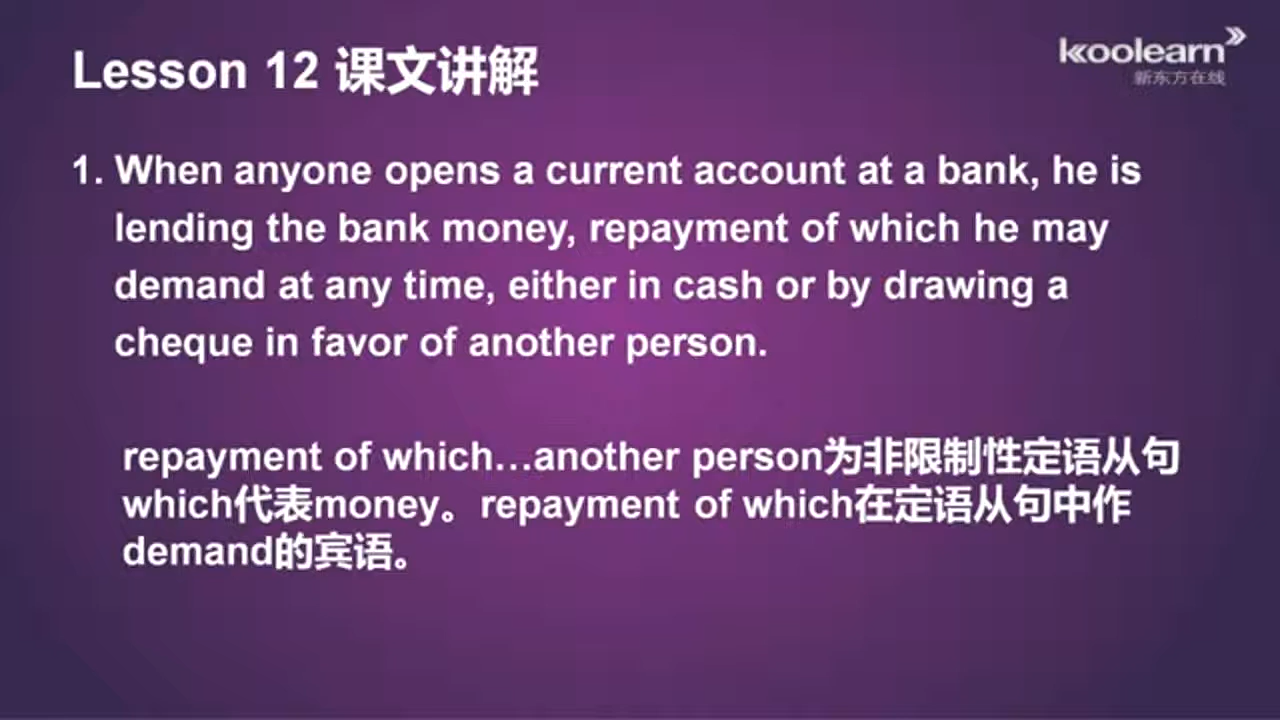 Lesson 12 课文讲解
koolearn
新东方在线
1. When anyone opens a current account at a bank, he is
lending the bank money, repayment of which he may
demand at any time, either in cash or by drawing a
cheque in favor of another person.
repayment of which…another person为非限制性定语从句
which代表money。repayment of which在定语从句中作
demand的宾语。